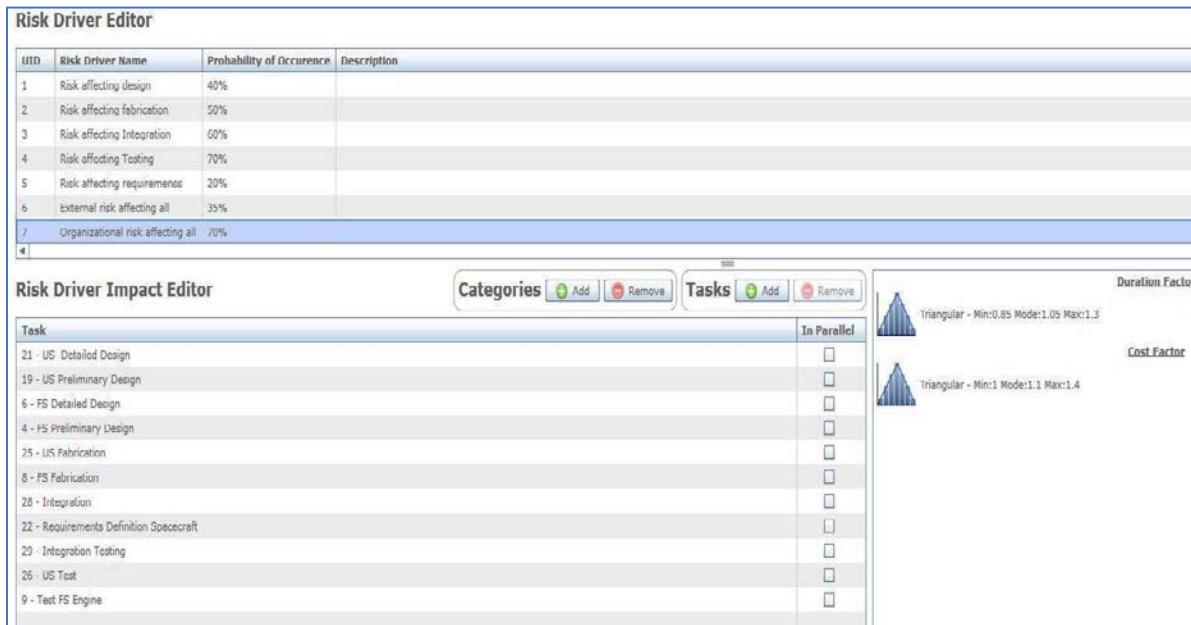 Risk Driver Editor
UID Risk Driver Name Probability of Occurence Description
1 Risk affecting design 40%
2 Risk affecting fabrication 50%
3 Risk affecting Integration 60%
4 Risk affecting Testing 70%
5 Risk affecting requirements 20%
6 External risk affecting all 35%
7 Organizational risk affecting all 70%
Risk Driver Impact Editor
Categories Add Remove Tasks Add Remove
Task In Parallel
21 - US Detailed Design
19 - US Preliminary Design
6 - FS Detailed Design
4 - FS Preliminary Design
25 - US Fabrication
8 - FS Fabrication
28 - Integration
22 - Requirements Definition Spacecraft
29 - Integration Testing
26 - US Test
9 - Test FS Engine
Duration Facto
Triangular - Min:0.85 Mode:1.05 Max:1.3
Cost Factor
Triangular - Min:1 Mode:1.1 Max:1.4